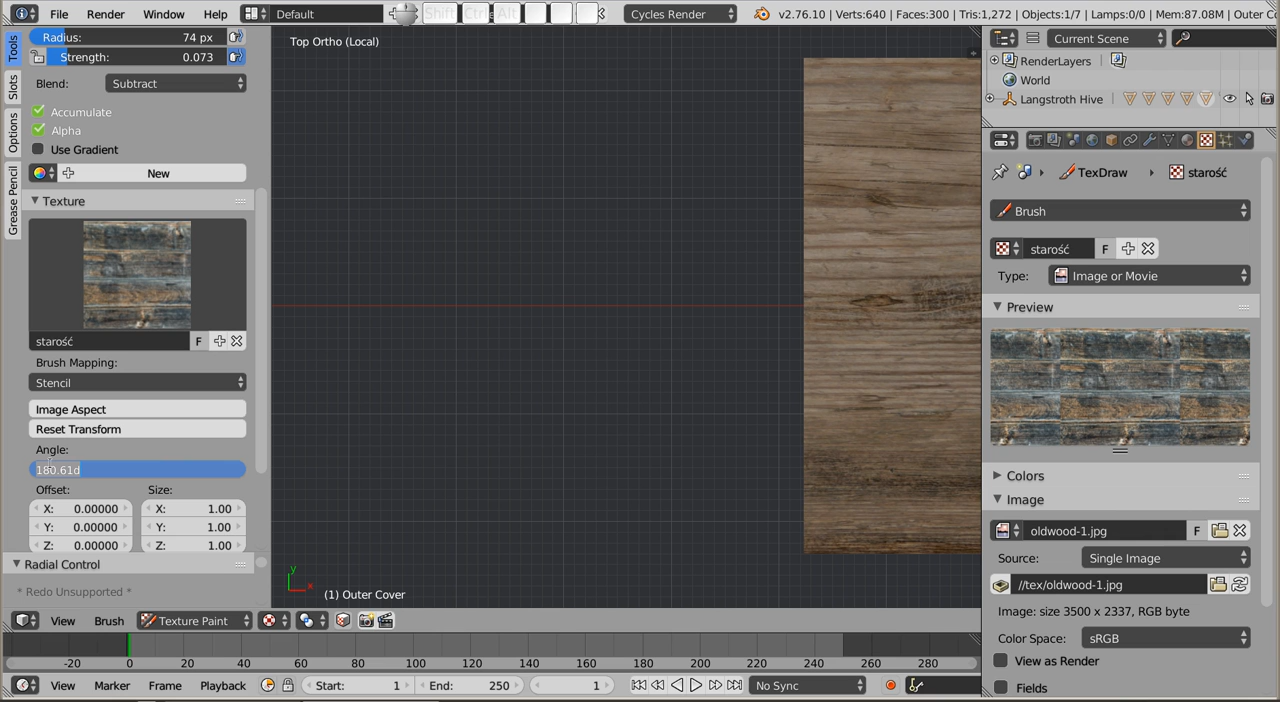 File Render Window Help Default Shift Ctrl Alt Cycles Render v2.76.10 | Verts:640 | Faces:300 | Tris:1,272 | Objects:1/7 | Lamps:0/0 | Mem:87.08M | Outer Co
Tools
Slots
Options
Grease Pencil
Radius: 74 px
Strength: 0.073
Blend: Subtract
Accumulate
Alpha
Use Gradient
New
Texture
starość F
Brush Mapping:
Stencil
Image Aspect
Reset Transform
Angle:
180.61d
Offset: Size:
X: 0.00000 X: 1.00
Y: 0.00000 Y: 1.00
Z: 0.00000 Z: 1.00
Radial Control
* Redo Unsupported *
Top Ortho (Local)
y
x
(1) Outer Cover
View Brush Texture Paint
-20 0 20 40 60 80 100 120 140 160 180 200 220 240 260 280
View Marker Frame Playback Start: 1 End: 250 1 No Sync
Current Scene
RenderLayers
World
Langstroth Hive
TexDraw starość
Brush
starość F
Type: Image or Movie
Preview
Colors
Image
oldwood-1.jpg F
Source: Single Image
//tex/oldwood-1.jpg
Image: size 3500 x 2337, RGB byte
Color Space: sRGB
View as Render
Fields